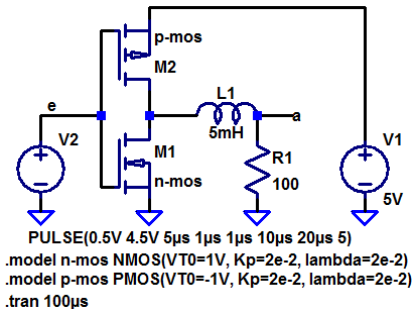 p-mos
M2
L1
e
a
5mH
V2
M1
V1
R1
n-mos
100
5V
PULSE(0.5V 4.5V 5µs 1µs 1µs 10µs 20µs 5)
.model n-mos NMOS(VT0=1V, Kp=2e-2, lambda=2e-2)
.model p-mos PMOS(VT0=-1V, Kp=2e-2, lambda=2e-2)
.tran 100µs